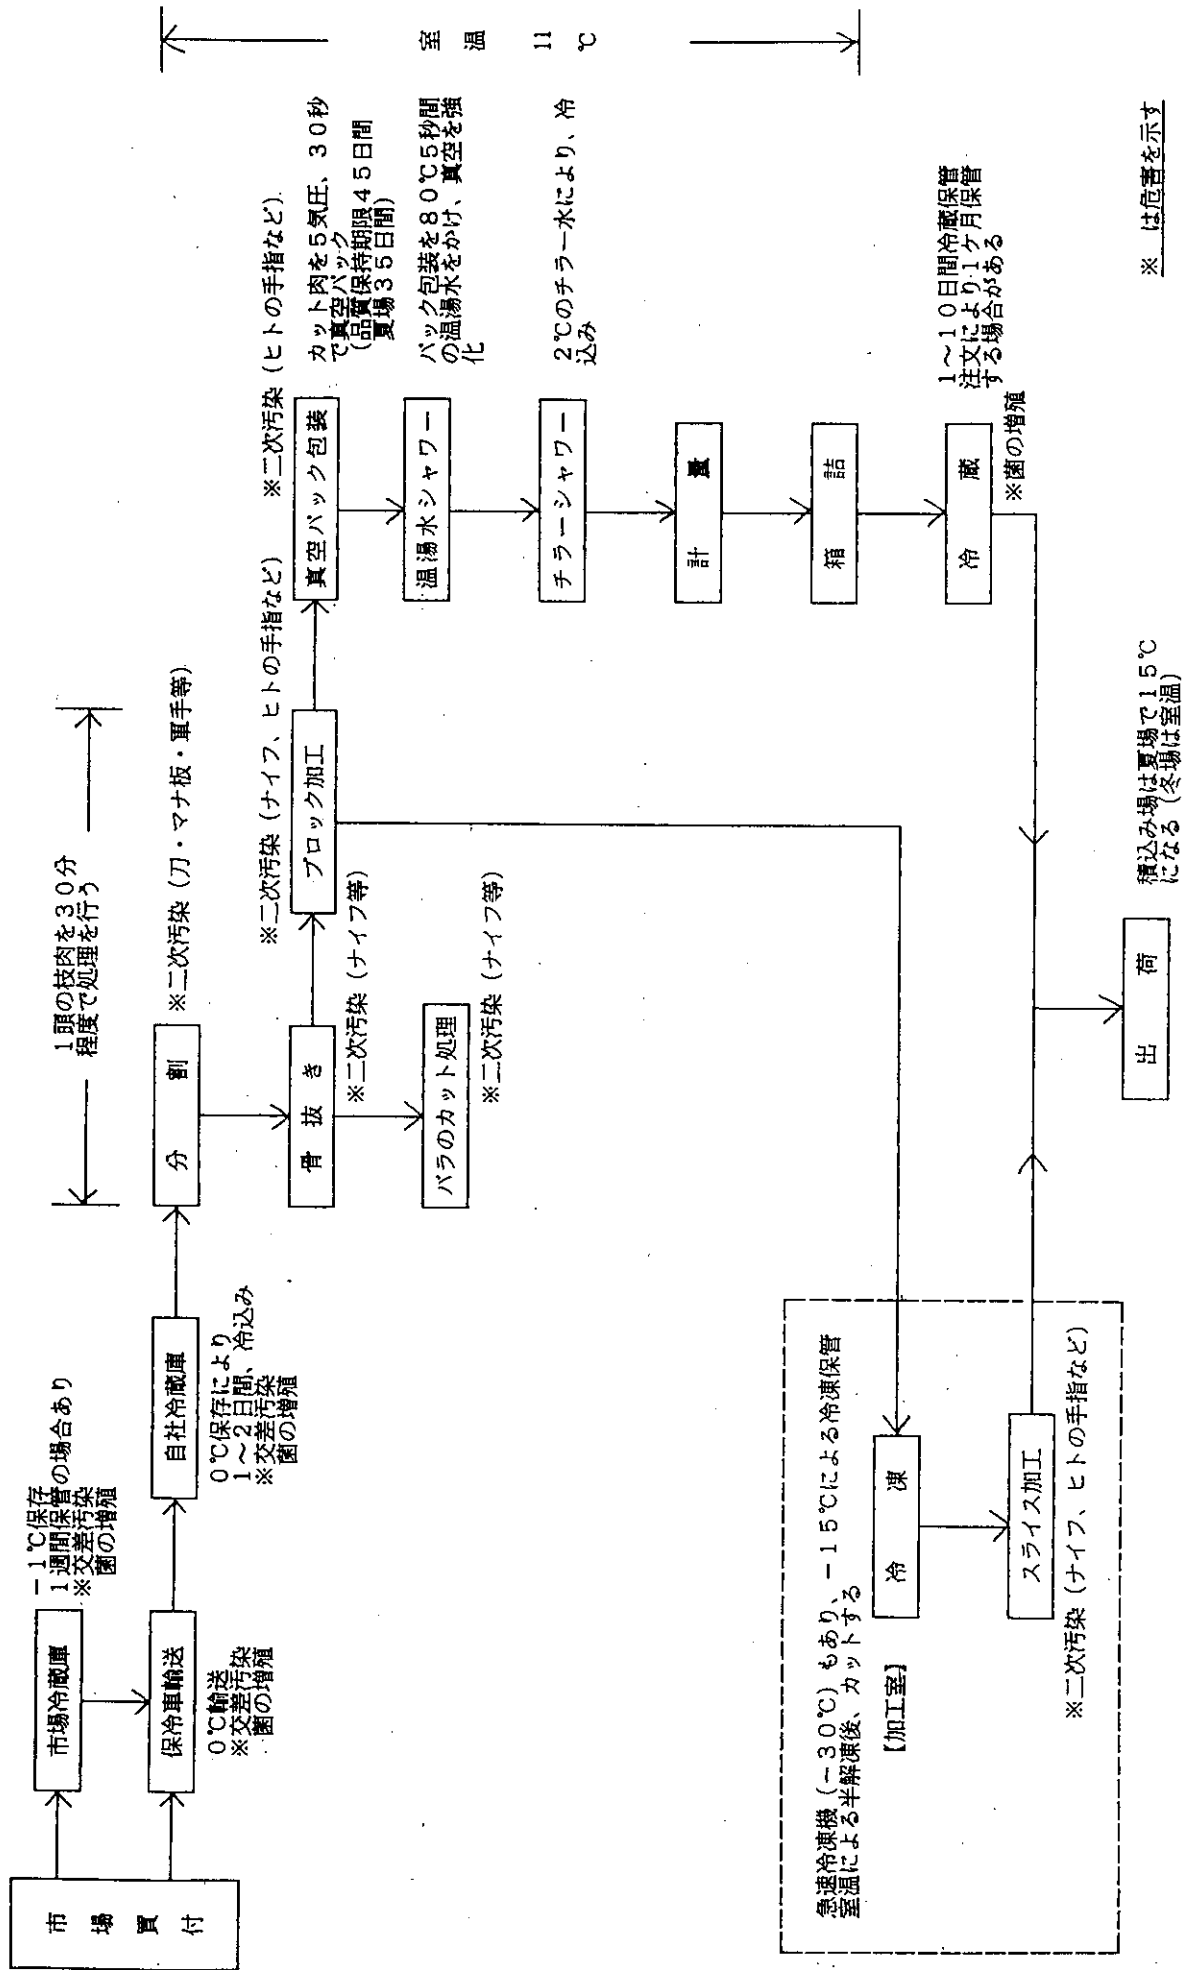 市場買付
市場冷蔵庫
－1℃保存
1週間保管の場合あり
※交差汚染
菌の増殖
保冷車輸送
0℃輸送
※交差汚染
菌の増殖
自社冷蔵庫
0℃保存により
1～2日間、冷込み
※交差汚染
菌の増殖
1頭の枝肉を30分
程度で処理を行う
分割
※二次汚染（刀・マナ板・軍手等）
骨抜き
※二次汚染（ナイフ等）
バラのカット処理
※二次汚染（ナイフ等）
ブロック加工
※二次汚染（ナイフ、ヒトの手指など）
真空パック包装
※二次汚染（ヒトの手指など）
カット肉を5気圧、30秒
で真空パック
（品質保持期限45日間
夏場35日間）
温湯水シャワー
パック包装を80℃5秒間
の温湯水をかけ、真空を強
化
チラーシャワー
2℃のチラー水により、冷
込み
計量
箱詰
冷蔵
1～10日間冷蔵保管
注文により1ケ月保管
する場合がある
※菌の増殖
室温 11℃
急速冷凍機（－30℃）もあり、－15℃による冷凍保管
室温による半解凍後、カットする
【加工室】
冷凍
スライス加工
※二次汚染（ナイフ、ヒトの手指など）
出荷
積込み場は夏場で15℃
になる（冬場は室温）
※ は危害を示す